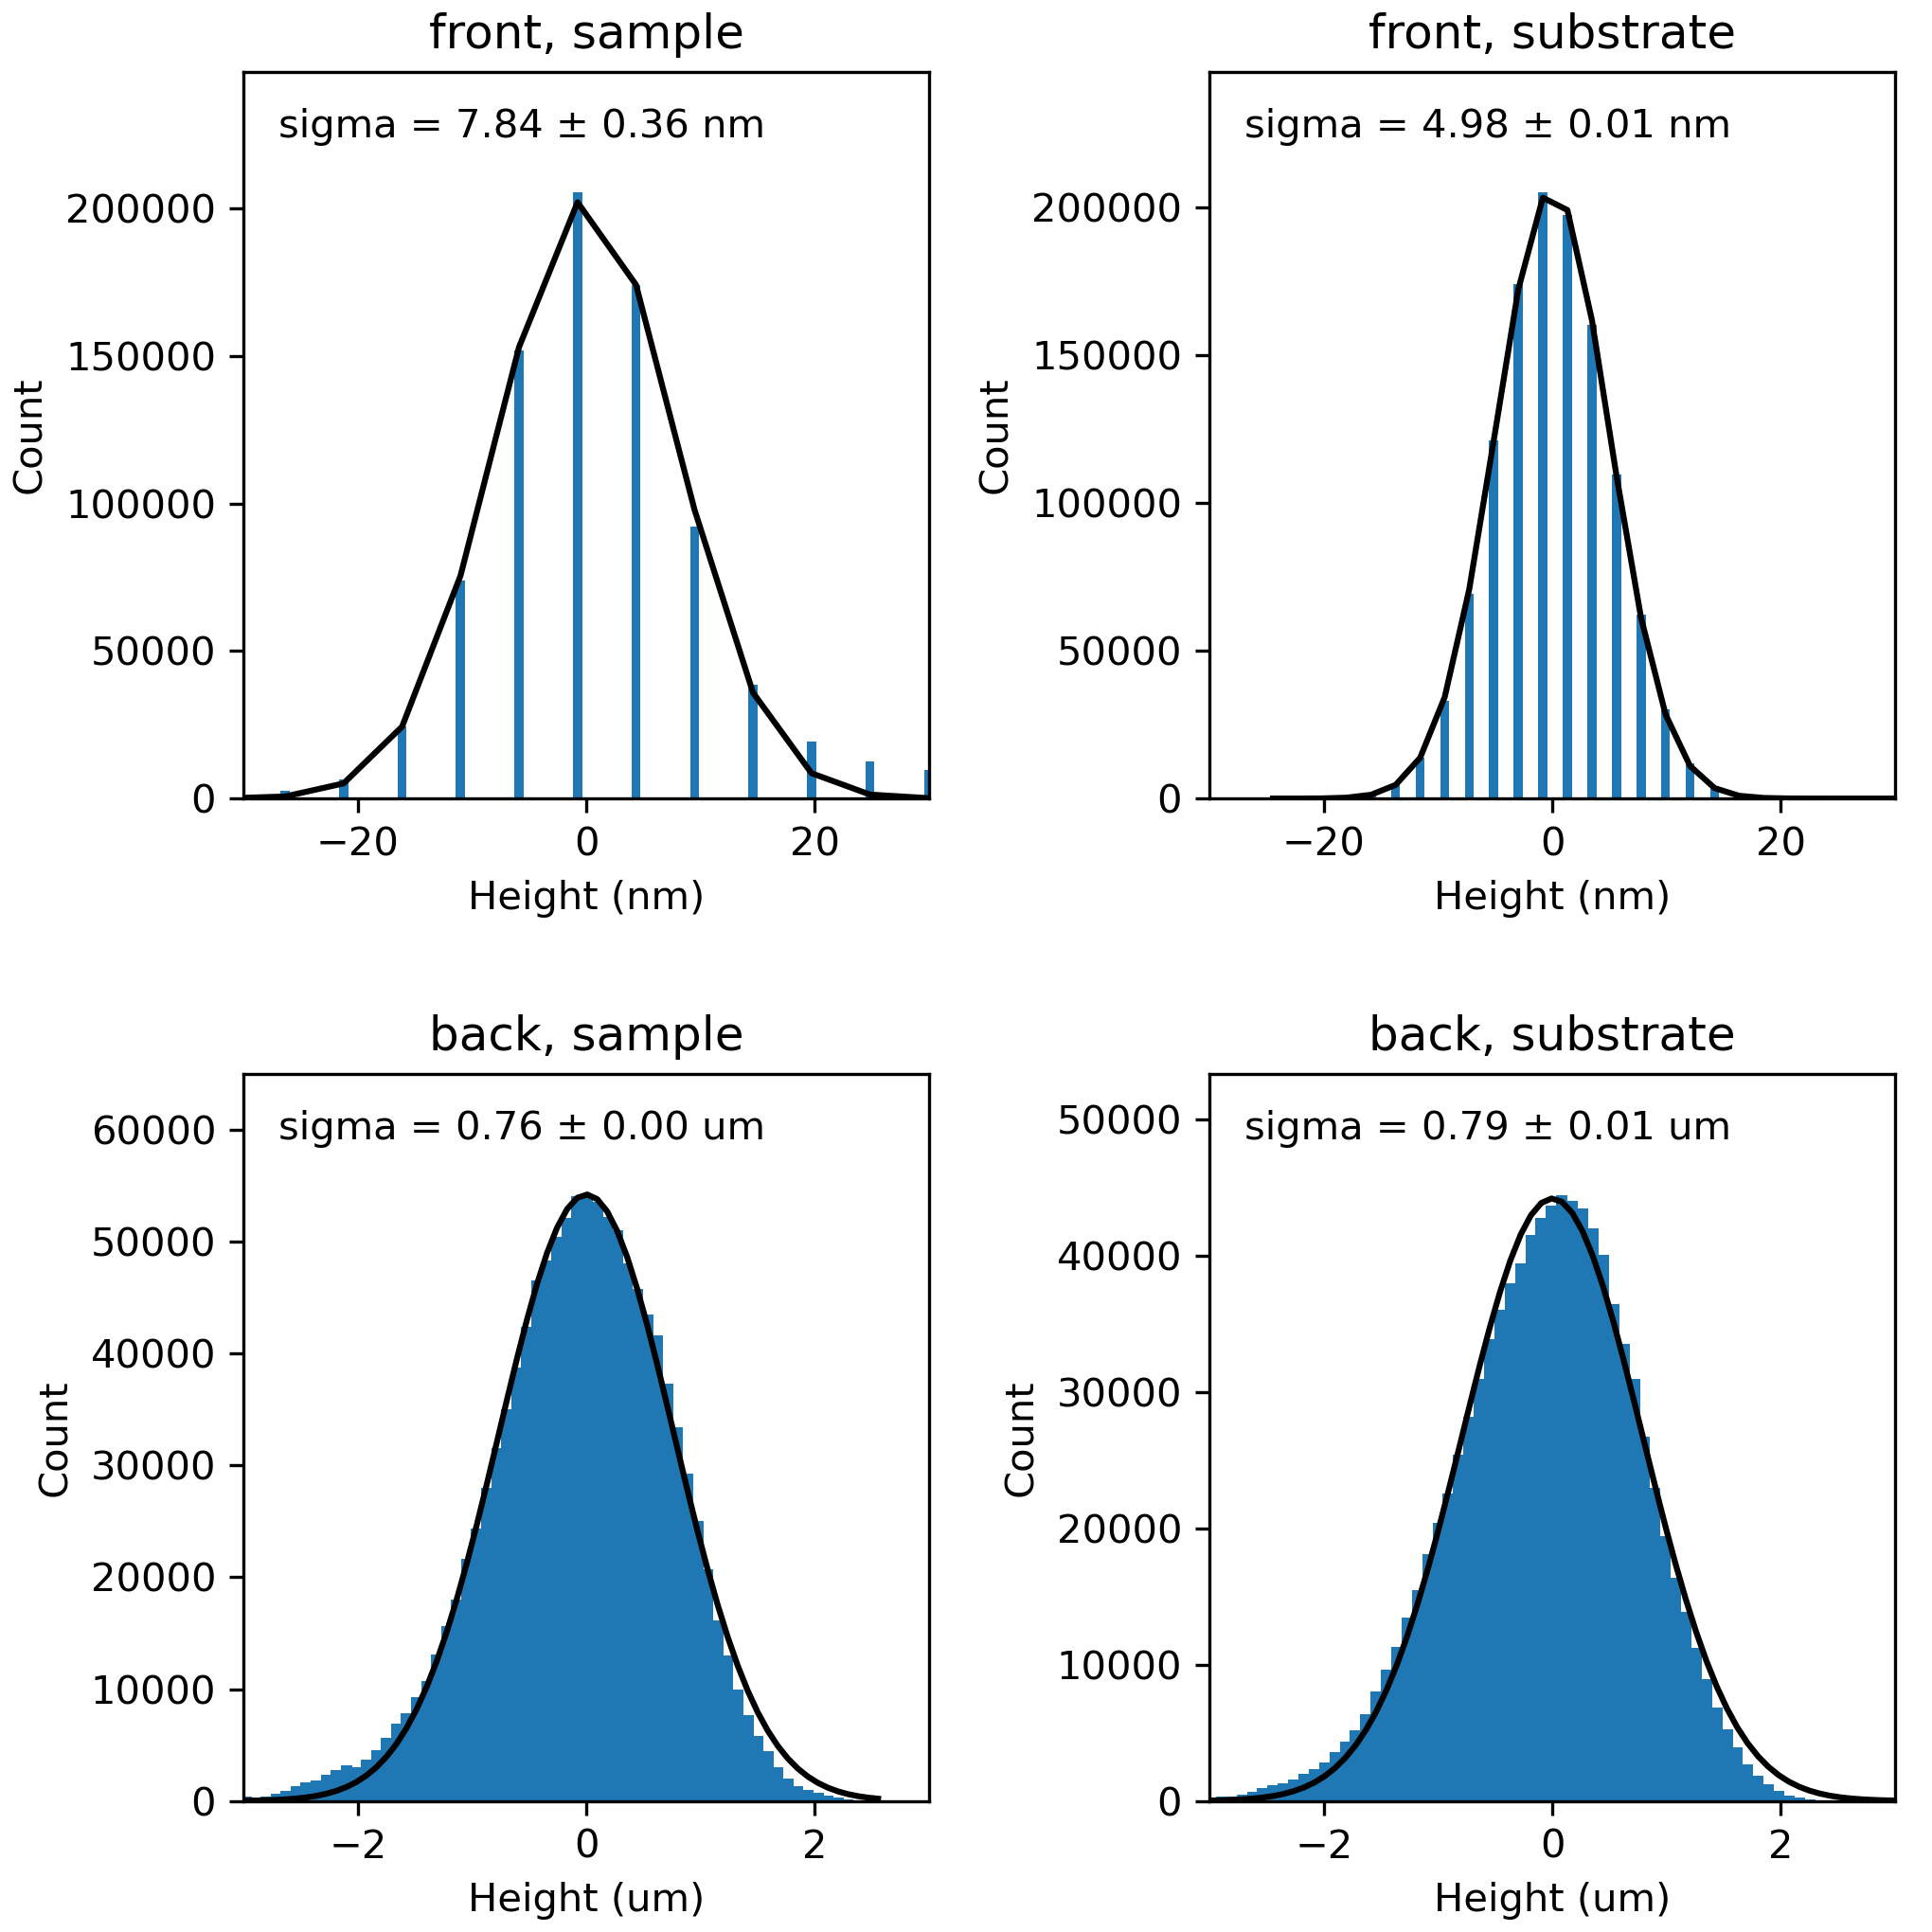 front, sample
sigma = 7.84 ± 0.36 nm
200000
150000
100000
50000
0
Count
−20
0
20
Height (nm)
front, substrate
sigma = 4.98 ± 0.01 nm
200000
150000
100000
50000
0
Count
−20
0
20
Height (nm)
back, sample
sigma = 0.76 ± 0.00 um
60000
50000
40000
30000
20000
10000
0
Count
−2
0
2
Height (um)
back, substrate
sigma = 0.79 ± 0.01 um
50000
40000
30000
20000
10000
0
Count
−2
0
2
Height (um)